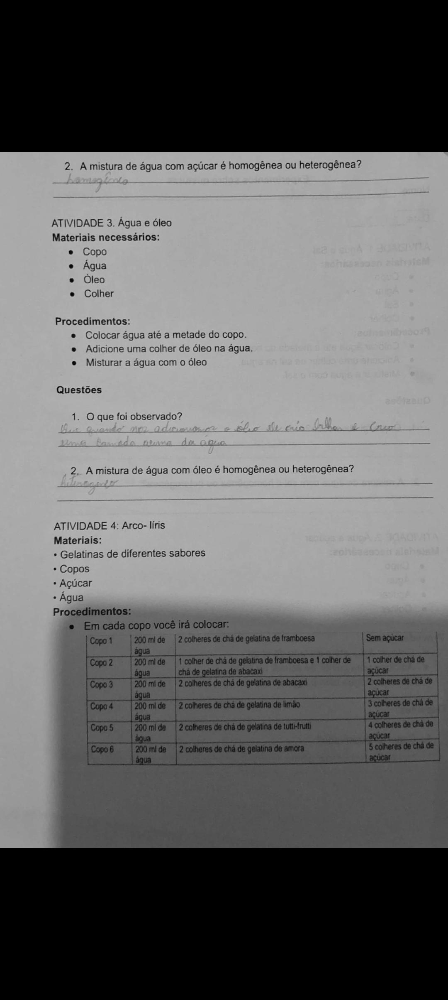 2. A mistura de água com açúcar é homogênea ou heterogênea?
homogênea
ATIVIDADE 3. Água e óleo
Materiais necessários:
• Copo
• Água
• Óleo
• Colher
Procedimentos:
• Colocar água até a metade do copo.
• Adicione uma colher de óleo na água.
• Misturar a água com o óleo
Questões
1. O que foi observado?
Que quando nos adicionamos o óleo ele crio bolhas e crio
uma camada acima da água
2. A mistura de água com óleo é homogênea ou heterogênea?
heterogeneo
ATIVIDADE 4: Arco- líris
Materiais:
• Gelatinas de diferentes sabores
• Copos
• Açúcar
• Água
Procedimentos:
• Em cada copo você irá colocar:
Copo 1 200 ml de água 2 colheres de chá de gelatina de framboesa Sem açúcar
Copo 2 200 ml de água 1 colher de chá de gelatina de framboesa e 1 colher de chá de gelatina de abacaxi 1 colher de chá de açúcar
Copo 3 200 ml de água 2 colheres de chá de gelatina de abacaxi 2 colheres de chá de açúcar
Copo 4 200 ml de água 2 colheres de chá de gelatina de limão 3 colheres de chá de açúcar
Copo 5 200 ml de água 2 colheres de chá de gelatina de tutti-frutti 4 colheres de chá de açúcar
Copo 6 200 ml de água 2 colheres de chá de gelatina de amora 5 colheres de chá de açúcar